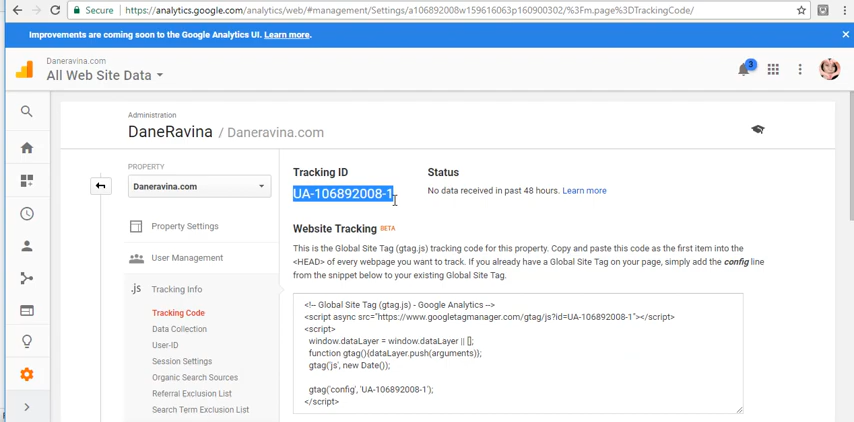 Secure https://analytics.google.com/analytics/web/#management/Settings/a106892008w159616063p160900302/%3Fm.page%3DTrackingCode/
Improvements are coming soon to the Google Analytics UI. Learn more.
Daneravina.com
All Web Site Data
3
Administration
DaneRavina / Daneravina.com
PROPERTY
Daneravina.com
Property Settings
User Management
.js Tracking Info
Tracking Code
Data Collection
User-ID
Session Settings
Organic Search Sources
Referral Exclusion List
Search Term Exclusion List
Tracking ID
UA-106892008-1
Status
No data received in past 48 hours. Learn more
Website Tracking BETA
This is the Global Site Tag (gtag.js) tracking code for this property. Copy and paste this code as the first item into the
<HEAD> of every webpage you want to track. If you already have a Global Site Tag on your page, simply add the config line
from the snippet below to your existing Global Site Tag.
<!-- Global Site Tag (gtag.js) - Google Analytics -->
<script async src="https://www.googletagmanager.com/gtag/js?id=UA-106892008-1"></script>
<script>
window.dataLayer = window.dataLayer || [];
function gtag(){dataLayer.push(arguments)};
gtag('js', new Date());
gtag('config', 'UA-106892008-1');
</script>